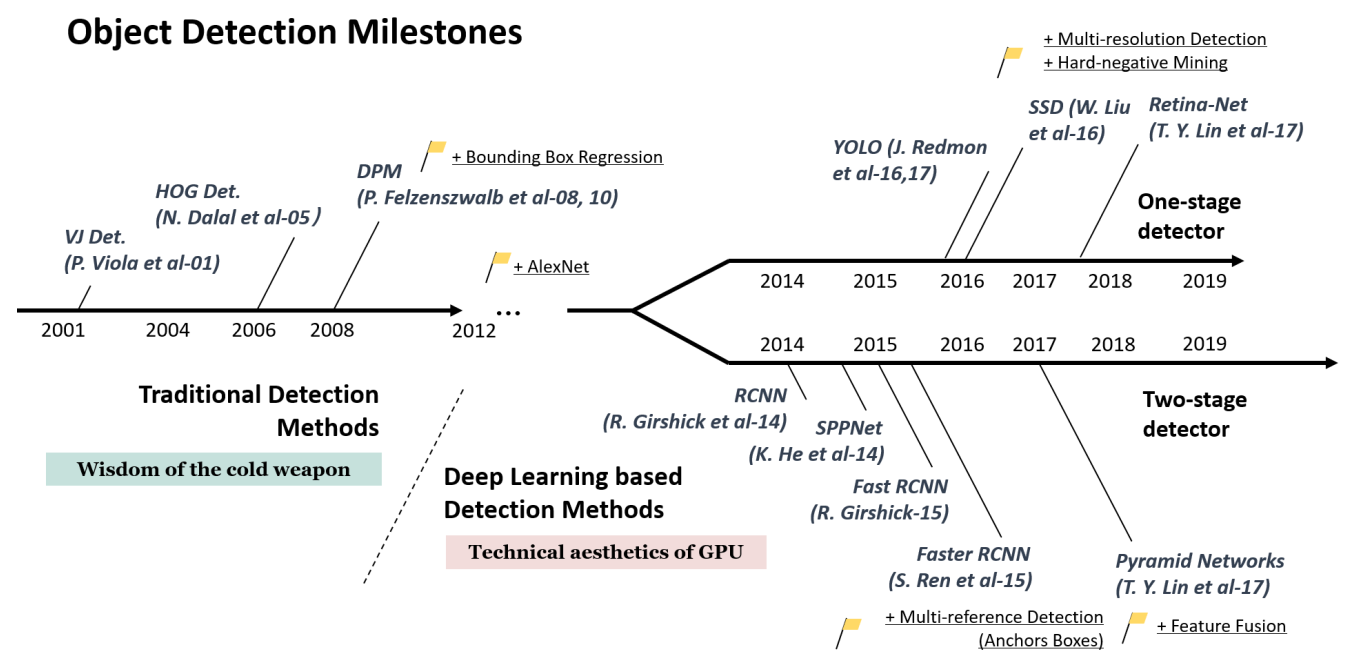 Object Detection Milestones
+ Multi-resolution Detection
+ Hard-negative Mining
SSD (W. Liu
et al-16)
Retina-Net
(T. Y. Lin et al-17)
YOLO (J. Redmon
et al-16,17)
+ Bounding Box Regression
DPM
(P. Felzenszwalb et al-08, 10)
HOG Det.
(N. Dalal et al-05)
VJ Det.
(P. Viola et al-01)
+ AlexNet
One-stage
detector
2014 2015 2016 2017 2018 2019
2001 2004 2006 2008 2012 ...
2014 2015 2016 2017 2018 2019
Traditional Detection
Methods
Wisdom of the cold weapon
Deep Learning based
Detection Methods
Technical aesthetics of GPU
RCNN
(R. Girshick et al-14)
SPPNet
(K. He et al-14)
Fast RCNN
(R. Girshick-15)
Faster RCNN
(S. Ren et al-15)
+ Multi-reference Detection
(Anchors Boxes)
Two-stage
detector
Pyramid Networks
(T. Y. Lin et al-17)
+ Feature Fusion